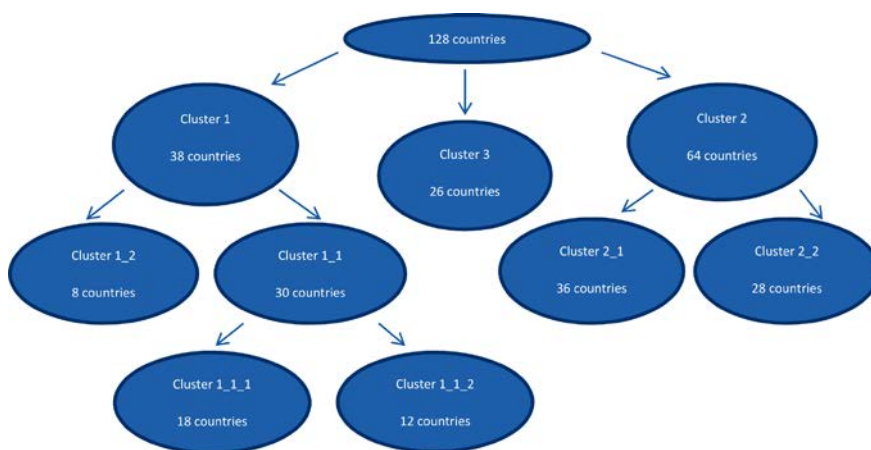 128 countries
Cluster 1
38 countries
Cluster 3
26 countries
Cluster 2
64 countries
Cluster 1_2
8 countries
Cluster 1_1
30 countries
Cluster 2_1
36 countries
Cluster 2_2
28 countries
Cluster 1_1_1
18 countries
Cluster 1_1_2
12 countries